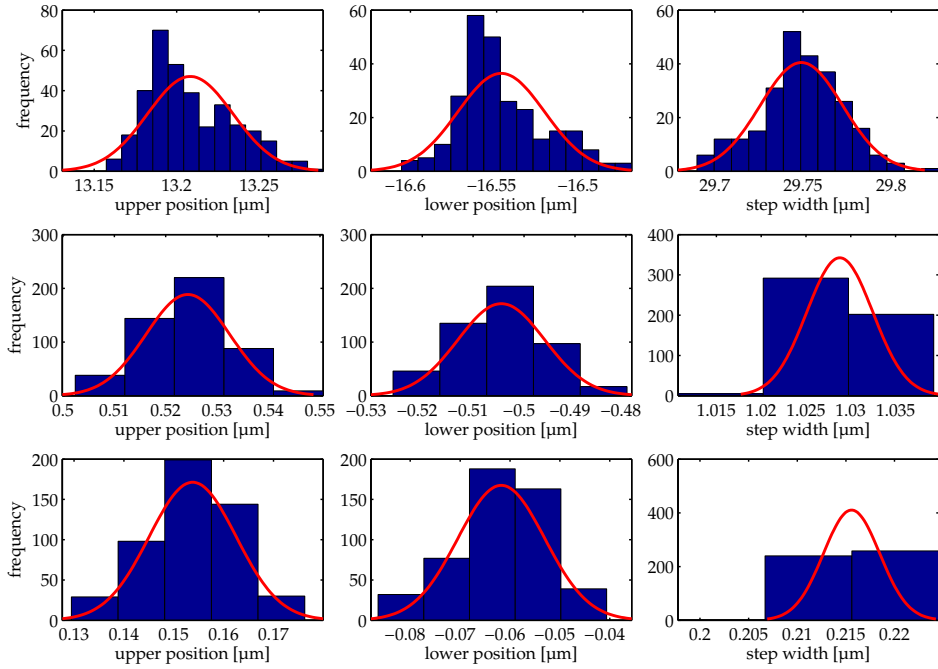 80
60
40
20
0
frequency
13.15 13.2 13.25
upper position [µm]
60
40
20
0
−16.6 −16.55 −16.5
lower position [µm]
60
40
20
0
29.7 29.75 29.8
step width [µm]
300
200
100
0
frequency
0.5 0.51 0.52 0.53 0.54 0.55
upper position [µm]
300
200
100
0
−0.53 −0.52 −0.51 −0.5 −0.49 −0.48
lower position [µm]
400
300
200
100
0
1.015 1.02 1.025 1.03 1.035
step width [µm]
200
150
100
50
0
frequency
0.13 0.14 0.15 0.16 0.17
upper position [µm]
200
150
100
50
0
−0.08 −0.07 −0.06 −0.05 −0.04
lower position [µm]
600
400
200
0
0.2 0.205 0.21 0.215 0.22
step width [µm]